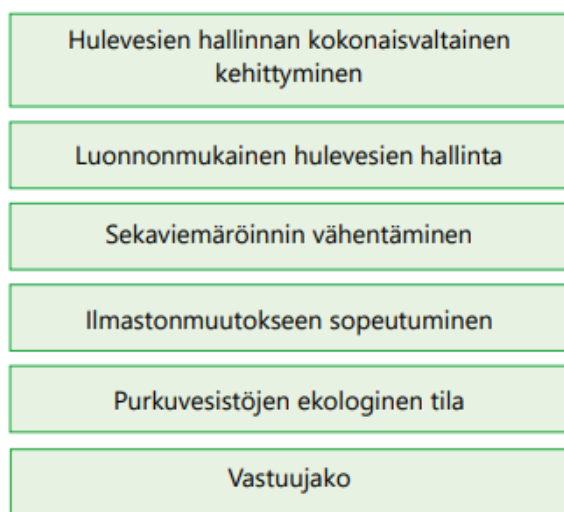 Hulevesien hallinnan kokonaisvaltainen
kehittyminen
Luonnonmukainen hulevesien hallinta
Sekaviemäröinnin vähentäminen
Ilmastonmuutokseen sopeutuminen
Purkuvesistöjen ekologinen tila
Vastuujako